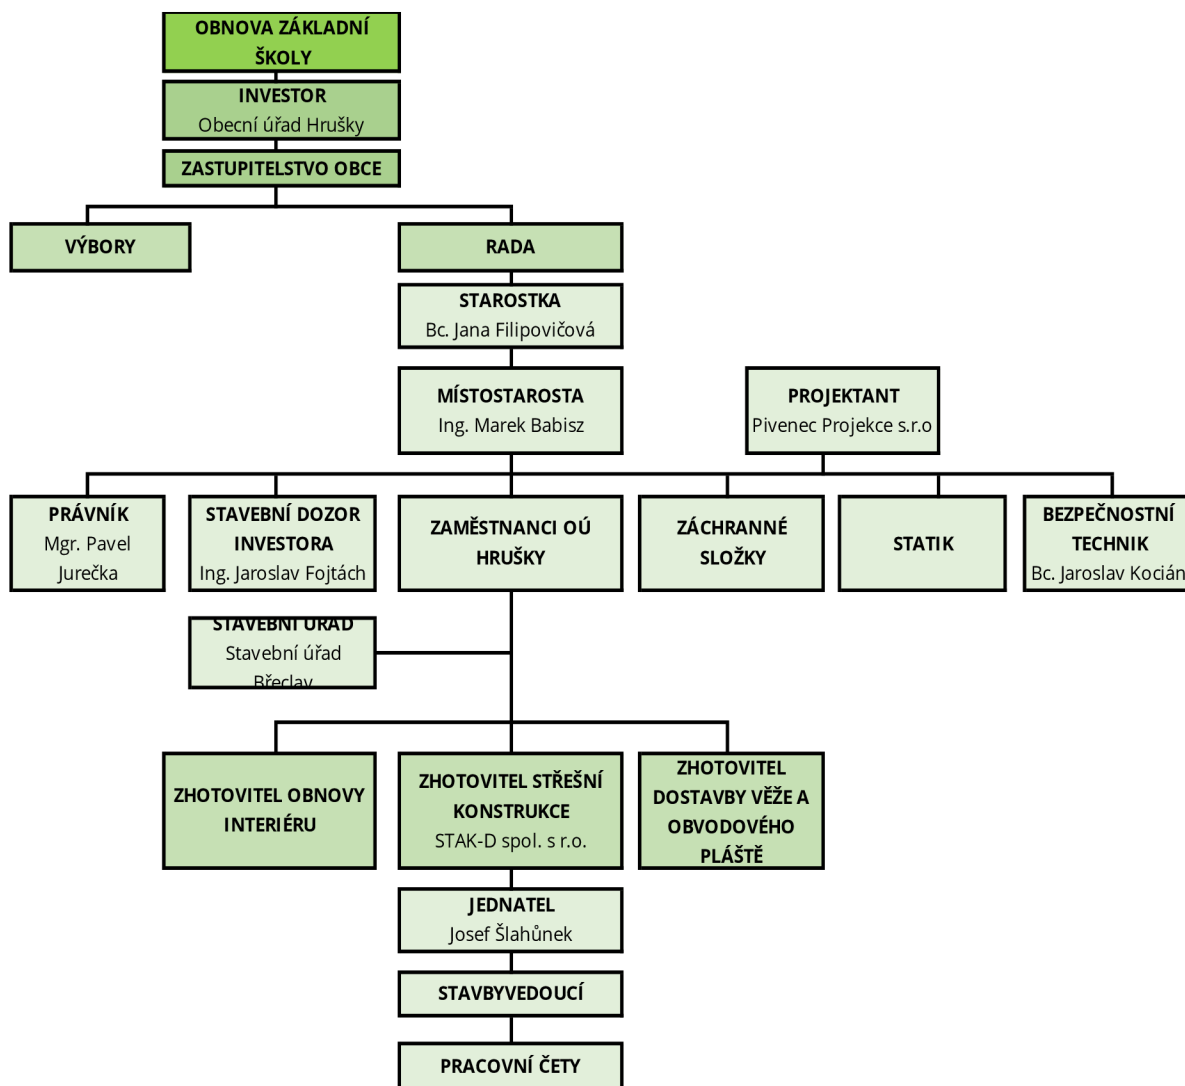 OBNOVA ZÁKLADNÍ
ŠKOLY
INVESTOR
Obecní úřad Hrušky
ZASTUPITELSTVO OBCE
VÝBORY
RADA
STAROSTKA
Bc. Jana Filipovičová
MÍSTOSTAROSTA
Ing. Marek Babisz
PROJEKTANT
Pivenec Projekce s.r.o
PRÁVNÍK
Mgr. Pavel
Jurečka
STAVEBNÍ DOZOR
INVESTORA
Ing. Jaroslav Fojtách
ZAMĚSTNANCI OÚ
HRUŠKY
ZÁCHRANNÉ
SLOŽKY
STATIK
BEZPEČNOSTNÍ
TECHNIK
Bc. Jaroslav Kocián
STAVEBNÍ ÚŘAD
Stavební úřad
Břeclav
ZHOTOVITEL OBNOVY
INTERIÉRU
ZHOTOVITEL STŘEŠNÍ
KONSTRUKCE
STAK-D spol. s r.o.
ZHOTOVITEL
DOSTAVBY VĚŽE A
OBVODOVÉHO
PLÁŠTĚ
JEDNATEL
Josef Šlahůnek
STAVBYVEDOUCÍ
PRACOVNÍ ČETY